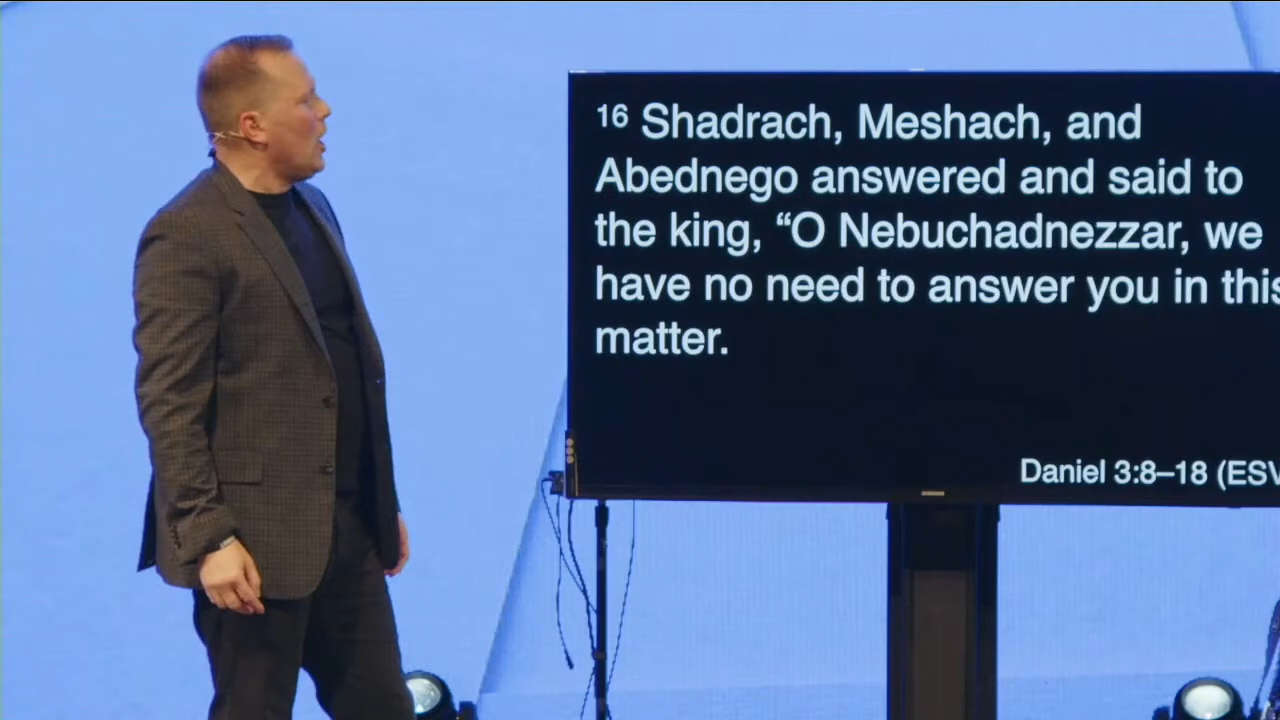 16 Shadrach, Meshach, and
Abednego answered and said to
the king, “O Nebuchadnezzar, we
have no need to answer you in this
matter.
Daniel 3:8–18 (ESV